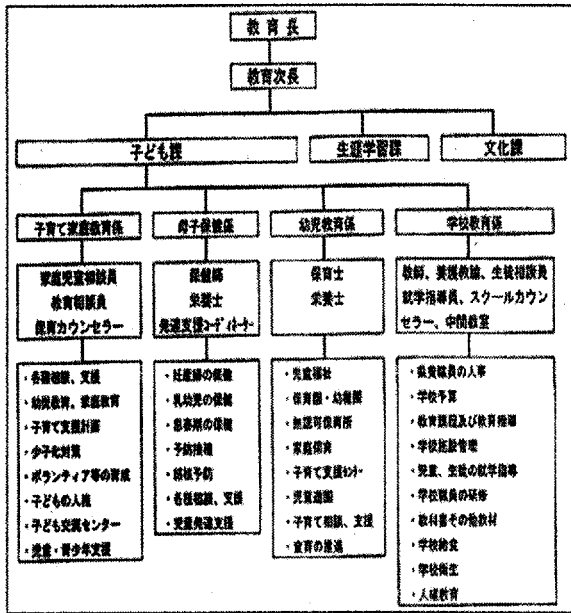 教育長
教育次長
子ども課
生涯学習課
文化課
子育て家庭教育係
母子保健係
幼児教育係
学校教育係
家庭児童相談員
教育相談員
保育カウンセラー
保健師
栄養士
発達支援コーディネーター
保育士
栄養士
教師、養護教諭、生徒相談員
就学指導員、スクールカウン
セラー、中間教室
・各種相談、支援
・幼児教育、家庭教育
・子育て支援計画
・少子化対策
・ボランティア等の育成
・子どもの人権
・子ども交流センター
・児童・青少年支援
・妊産婦の保健
・乳幼児の保健
・思春期の保健
・予防接種
・結核予防
・各種相談、支援
・児童発達支援
・児童福祉
・保育園・幼稚園
・無認可保育所
・家庭保育
・子育て支援センター
・児童遊園
・子育て相談、支援
・食育の推進
・県費職員の人事
・学校予算
・教育課程及び教育指導
・学校施設管理
・児童、生徒の就学指導
・学校職員の研修
・教科書その他教材
・学校給食
・学校衛生
・人権教育